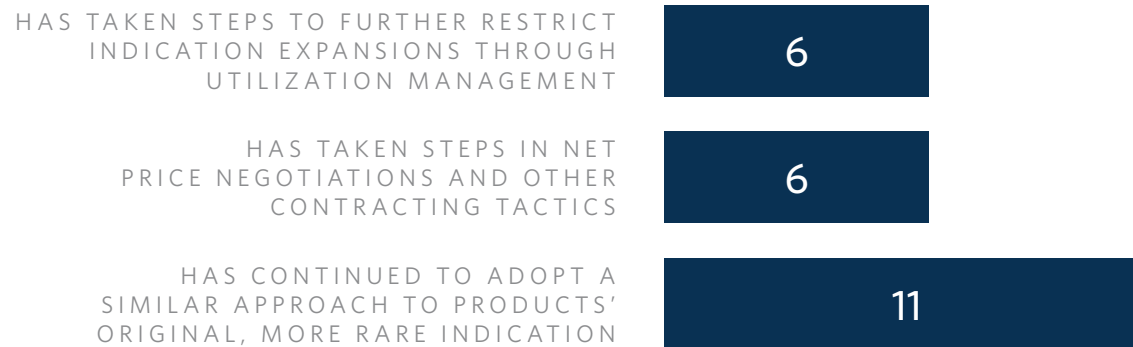 HAS TAKEN STEPS TO FURTHER RESTRICT
INDICATION EXPANSIONS THROUGH
UTILIZATION MANAGEMENT
6
HAS TAKEN STEPS IN NET
PRICE NEGOTIATIONS AND OTHER
CONTRACTING TACTICS
6
HAS CONTINUED TO ADOPT A
SIMILAR APPROACH TO PRODUCTS’
ORIGINAL, MORE RARE INDICATION
11